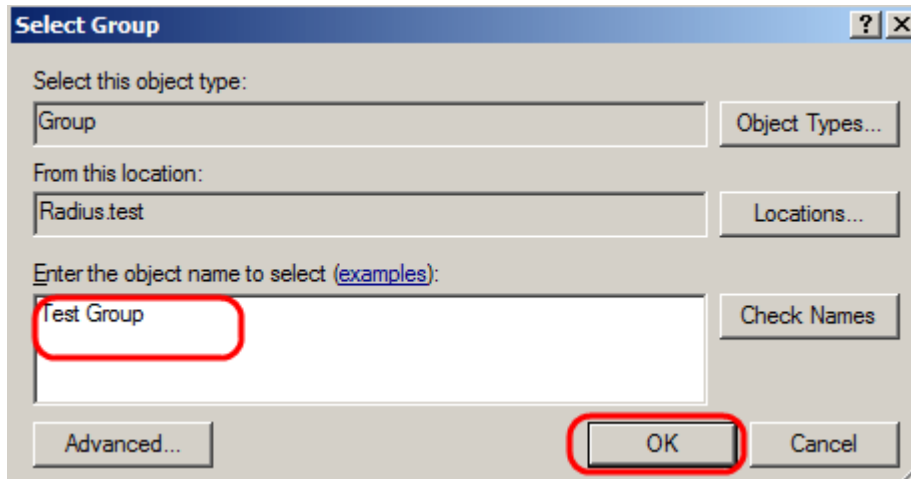 Select Group
Select this object type:
Group
Object Types...
From this location:
Radius.test
Locations...
Enter the object name to select (examples):
Test Group
Check Names
Advanced...
OK
Cancel